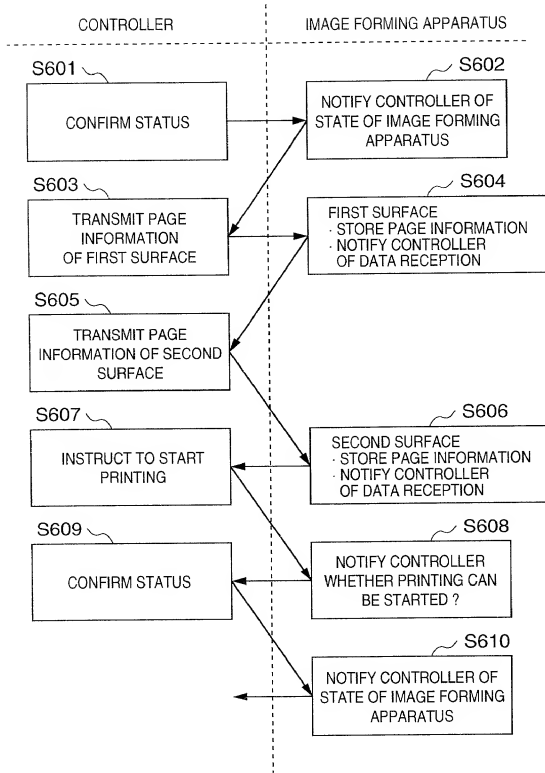 CONTROLLER
IMAGE FORMING APPARATUS
S601
CONFIRM STATUS
S602
NOTIFY CONTROLLER OF
STATE OF IMAGE FORMING
APPARATUS
S603
TRANSMIT PAGE
INFORMATION
OF FIRST SURFACE
S604
FIRST SURFACE
· STORE PAGE INFORMATION
· NOTIFY CONTROLLER
OF DATA RECEPTION
S605
TRANSMIT PAGE
INFORMATION OF SECOND
SURFACE
S606
SECOND SURFACE
· STORE PAGE INFORMATION
· NOTIFY CONTROLLER
OF DATA RECEPTION
S607
INSTRUCT TO START
PRINTING
S608
NOTIFY CONTROLLER
WHETHER PRINTING CAN
BE STARTED ?
S609
CONFIRM STATUS
S610
NOTIFY CONTROLLER OF
STATE OF IMAGE FORMING
APPARATUS